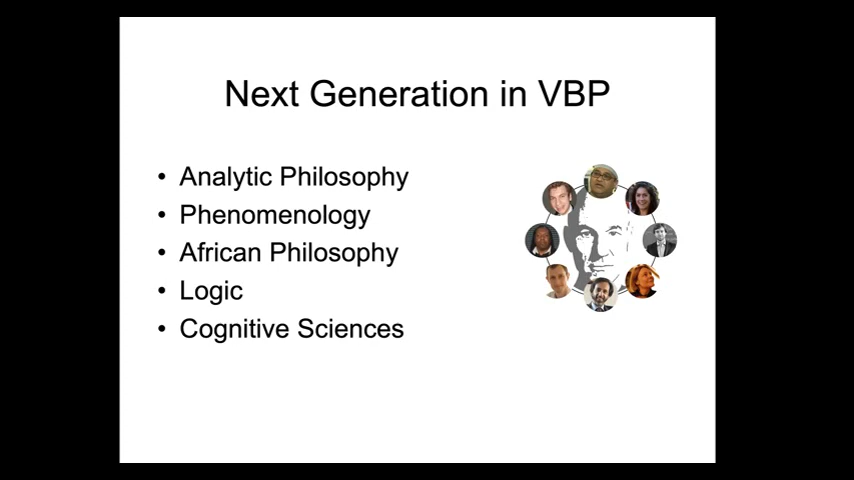 Next Generation in VBP
• Analytic Philosophy
• Phenomenology
• African Philosophy
• Logic
• Cognitive Sciences